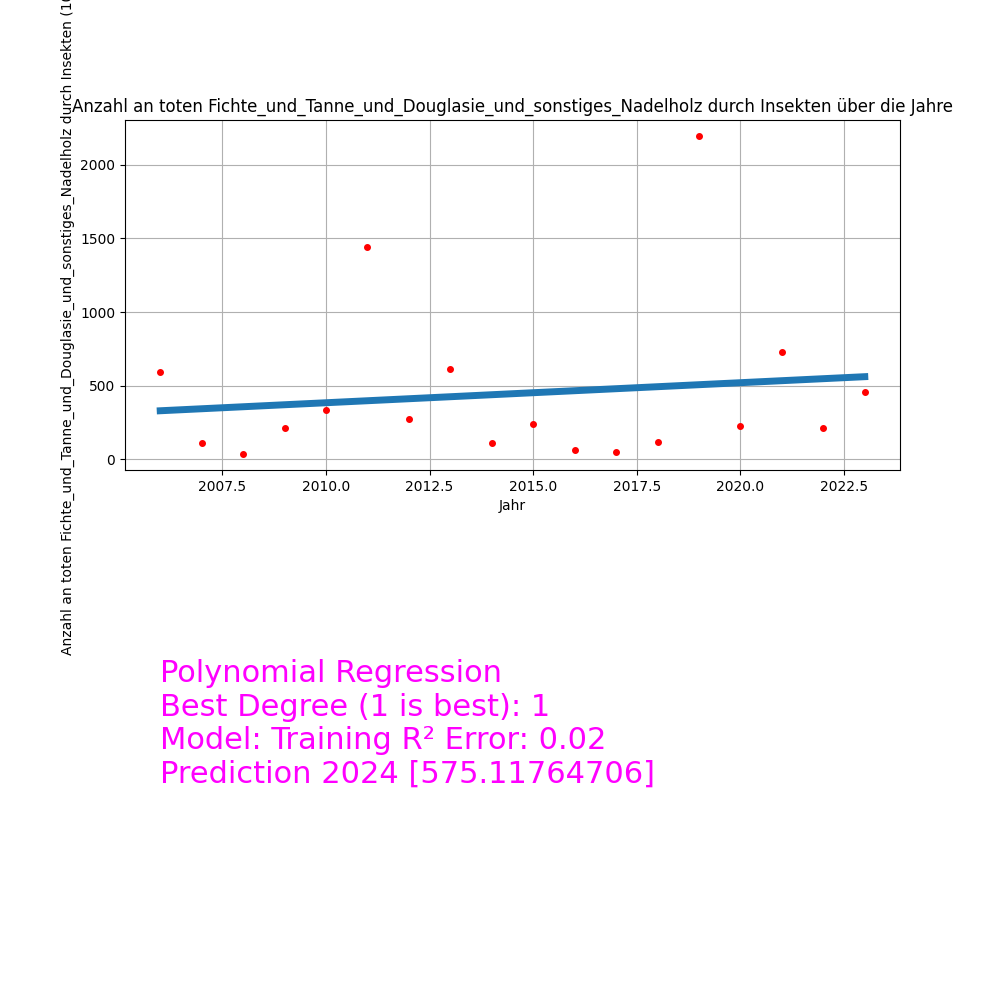 Anzahl an toten Fichte_und_Tanne_und_Douglasie_und_sonstiges_Nadelholz durch Insekten über die Jahre
Anzahl an toten Fichte_und_Tanne_und_Douglasie_und_sonstiges_Nadelholz durch Insekten
2000
1500
1000
500
0
2007.5 2010.0 2012.5 2015.0 2017.5 2020.0 2022.5
Jahr
Polynomial Regression
Best Degree (1 is best): 1
Model: Training R² Error: 0.02
Prediction 2024 [575.11764706]